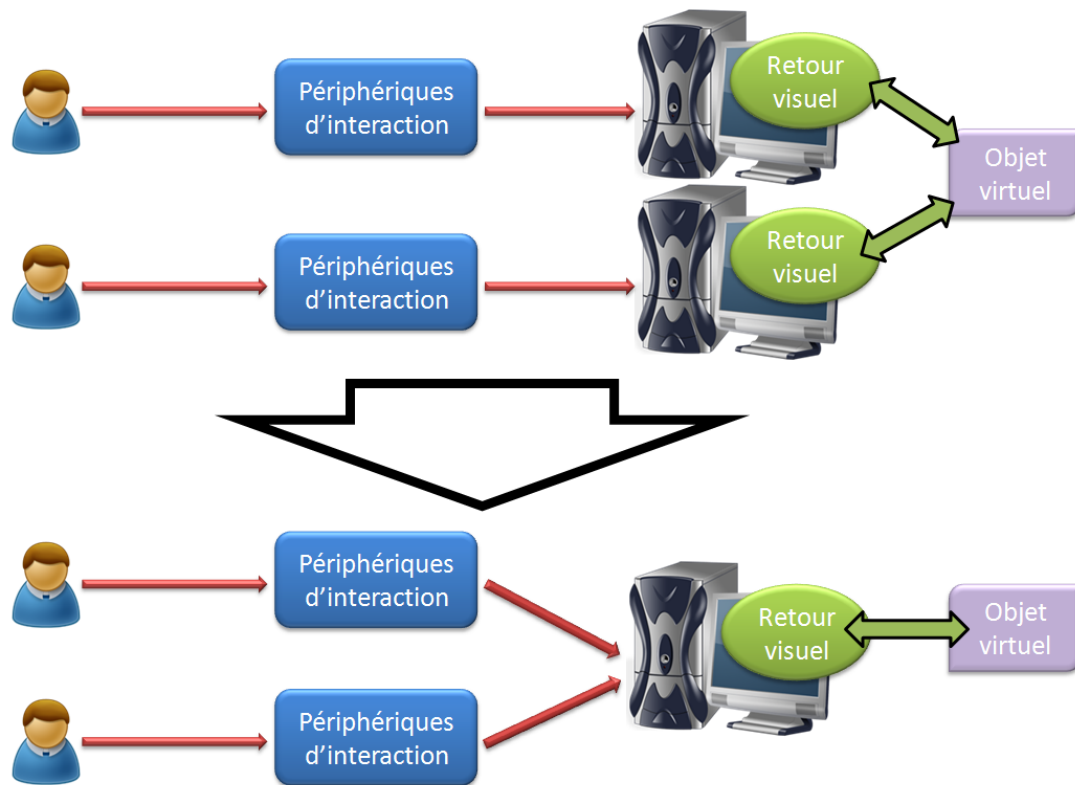 Périphériques
d'interaction
Retour
visuel
Objet
virtuel
Périphériques
d'interaction
Retour
visuel
Périphériques
d'interaction
Retour
visuel
Objet
virtuel
Périphériques
d'interaction